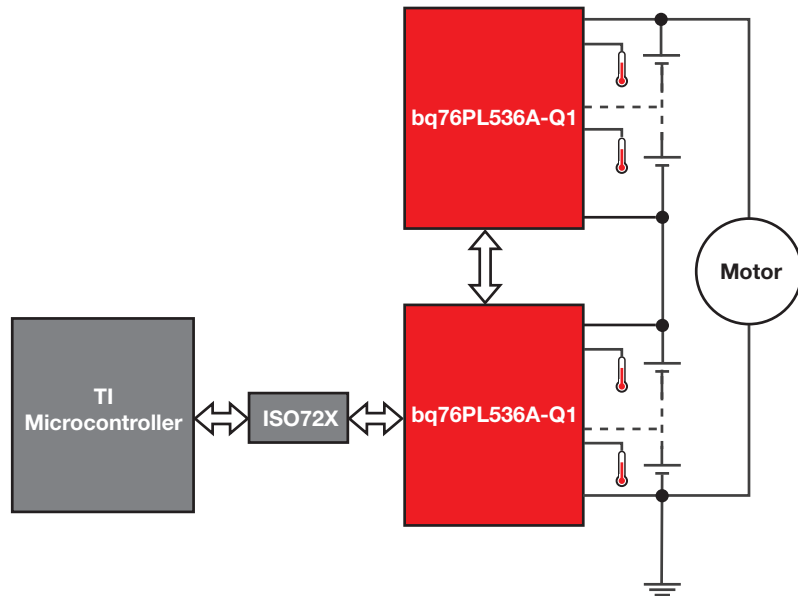 bq76PL536A-Q1
Motor
TI
Microcontroller
ISO72X
bq76PL536A-Q1